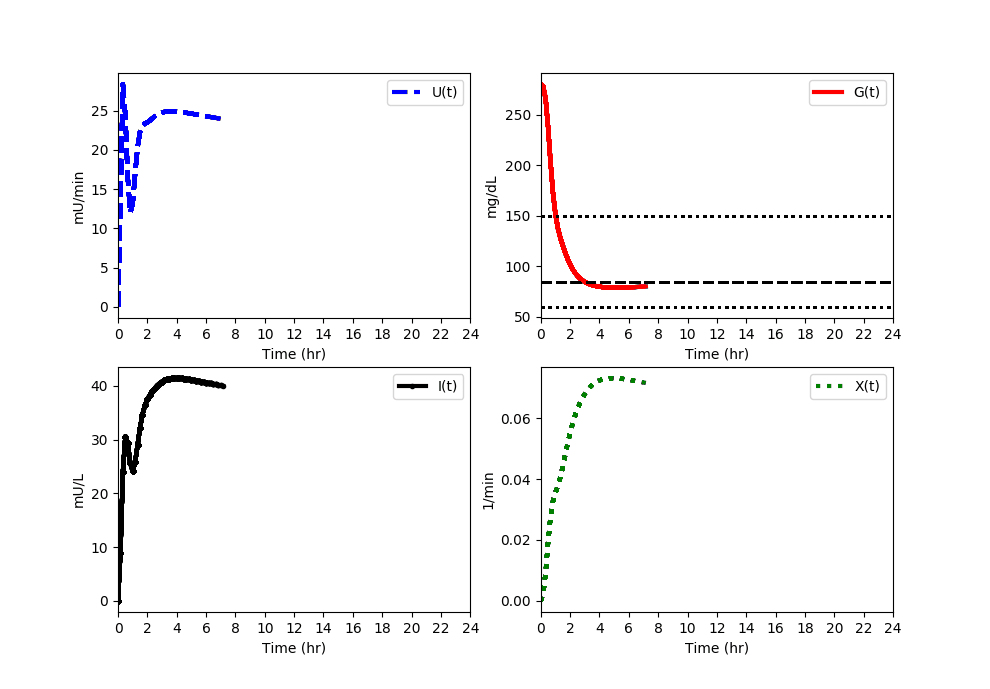 U(t)
25
20
15
10
5
0
mU/min
0 2 4 6 8 10 12 14 16 18 20 22 24
Time (hr)
G(t)
250
200
150
100
50
mg/dL
0 2 4 6 8 10 12 14 16 18 20 22 24
Time (hr)
I(t)
40
30
20
10
0
mU/L
0 2 4 6 8 10 12 14 16 18 20 22 24
Time (hr)
X(t)
0.06
0.04
0.02
0.00
1/min
0 2 4 6 8 10 12 14 16 18 20 22 24
Time (hr)